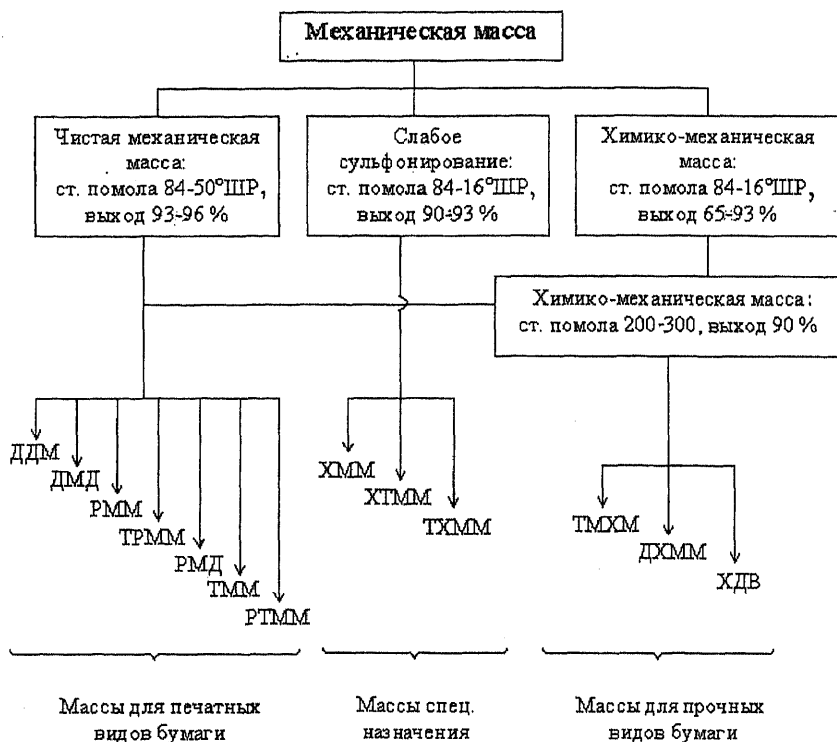 Механическая масса
Чистая механическая
масса:
ст. помола 84-50°ШР,
выход 93-96 %
Слабое
сульфонирование:
ст. помола 84-16°ШР,
выход 90-93 %
Химико-механическая
масса:
ст. помола 84-16°ШР,
выход 65-93 %
Химико-механическая масса:
ст. помола 200-300, выход 90 %
ДДМ
ДМД
РММ
ТРММ
РМД
ТММ
РТММ
ХММ
ХТММ
ТХММ
ТМХМ
ДХММ
ХДВ
Массы для печатных
видов бумаги
Массы спец.
назначения
Массы для прочных
видов бумаги